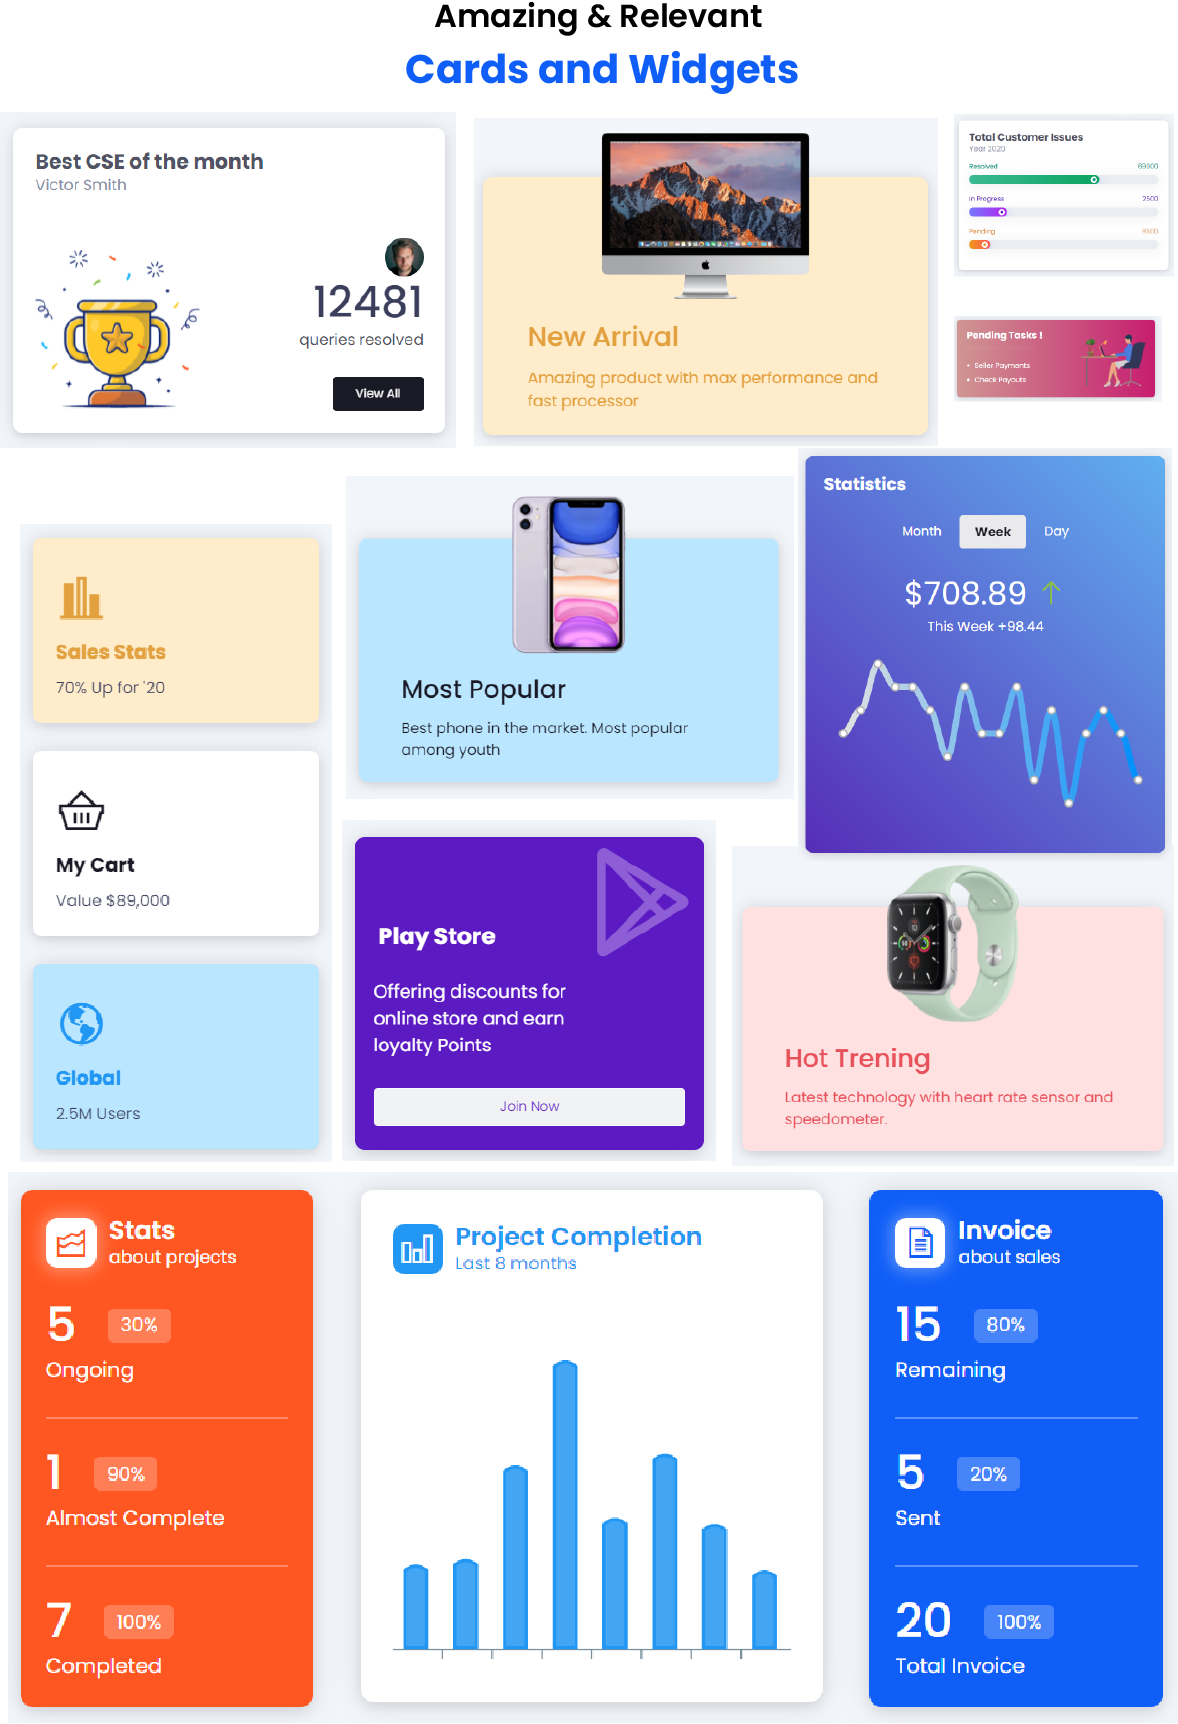 Amazing & Relevant
Cards and Widgets
Best CSE of the month
Victor Smith
12481
queries resolved
View All
New Arrival
Amazing product with max performance and
fast processor
Total Customer Issues
Year 2020
Resolved 69000
In Progress 2500
Pending 8500
Pending Tasks !
Seller Payments
Check Payouts
Sales Stats
70% Up for '20
My Cart
Value $89,000
Global
2.5M Users
Most Popular
Best phone in the market. Most popular
among youth
Statistics
Month Week Day
$708.89
This Week +98.44
Play Store
Offering discounts for
online store and earn
loyalty Points
Join Now
Hot Trening
Latest technology with heart rate sensor and
speedometer.
Stats
about projects
5 30%
Ongoing
1 90%
Almost Complete
7 100%
Completed
Project Completion
Last 8 months
Invoice
about sales
15 80%
Remaining
5 20%
Sent
20 100%
Total Invoice